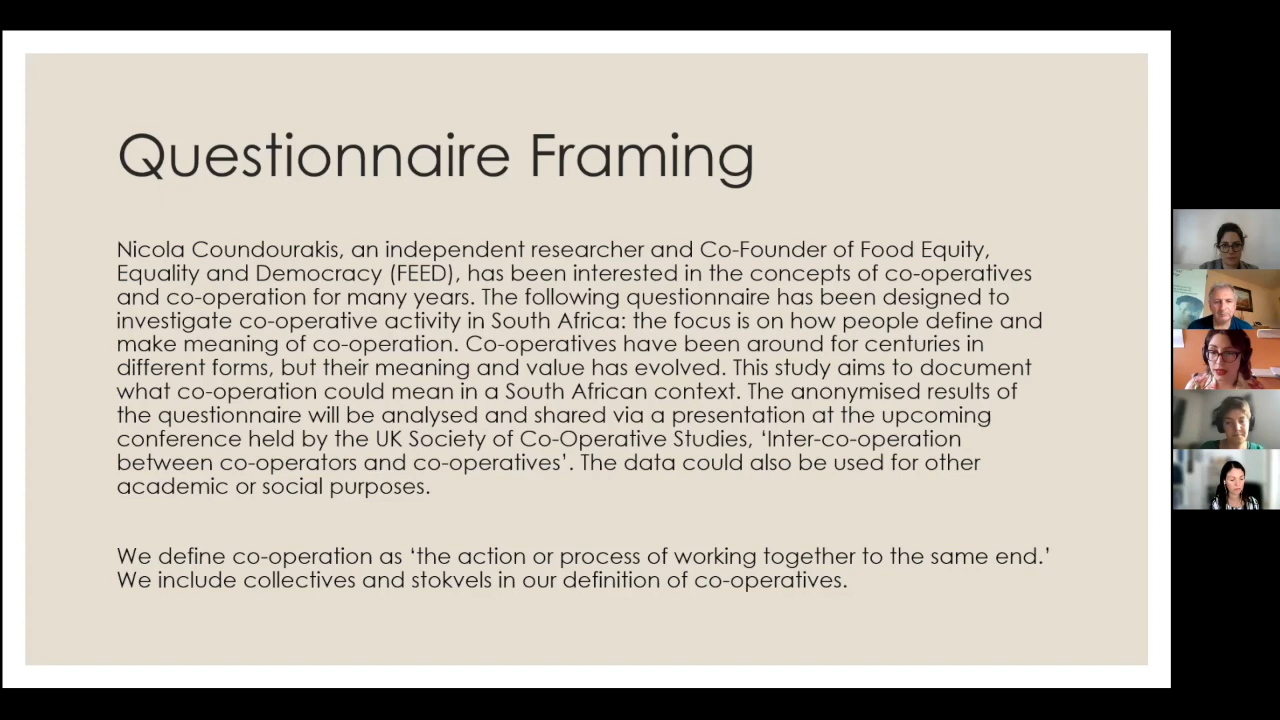 Questionnaire Framing
Nicola Coundourakis, an independent researcher and Co-Founder of Food Equity,
Equality and Democracy (FEED), has been interested in the concepts of co-operatives
and co-operation for many years. The following questionnaire has been designed to
investigate co-operative activity in South Africa: the focus is on how people define and
make meaning of co-operation. Co-operatives have been around for centuries in
different forms, but their meaning and value has evolved. This study aims to document
what co-operation could mean in a South African context. The anonymised results of
the questionnaire will be analysed and shared via a presentation at the upcoming
conference held by the UK Society of Co-Operative Studies, ‘Inter-co-operation
between co-operators and co-operatives’. The data could also be used for other
academic or social purposes.
We define co-operation as ‘the action or process of working together to the same end.’
We include collectives and stokvels in our definition of co-operatives.